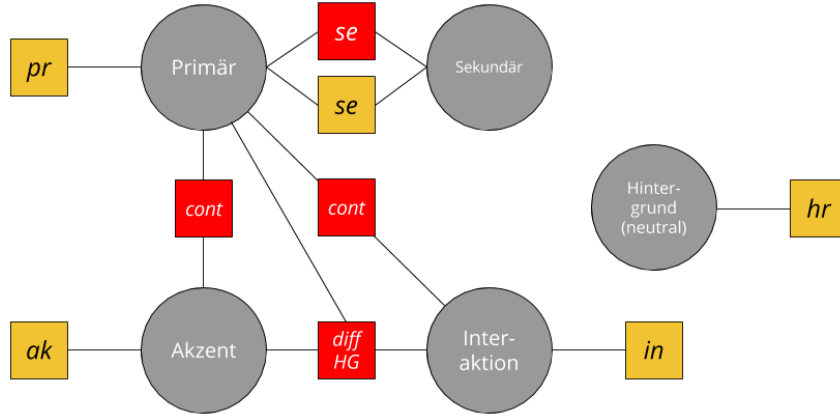 se
pr
Primär
Sekundär
se
cont
cont
Hinter-
grund
(neutral)
hr
ak
Akzent
diff
HG
Inter-
aktion
in